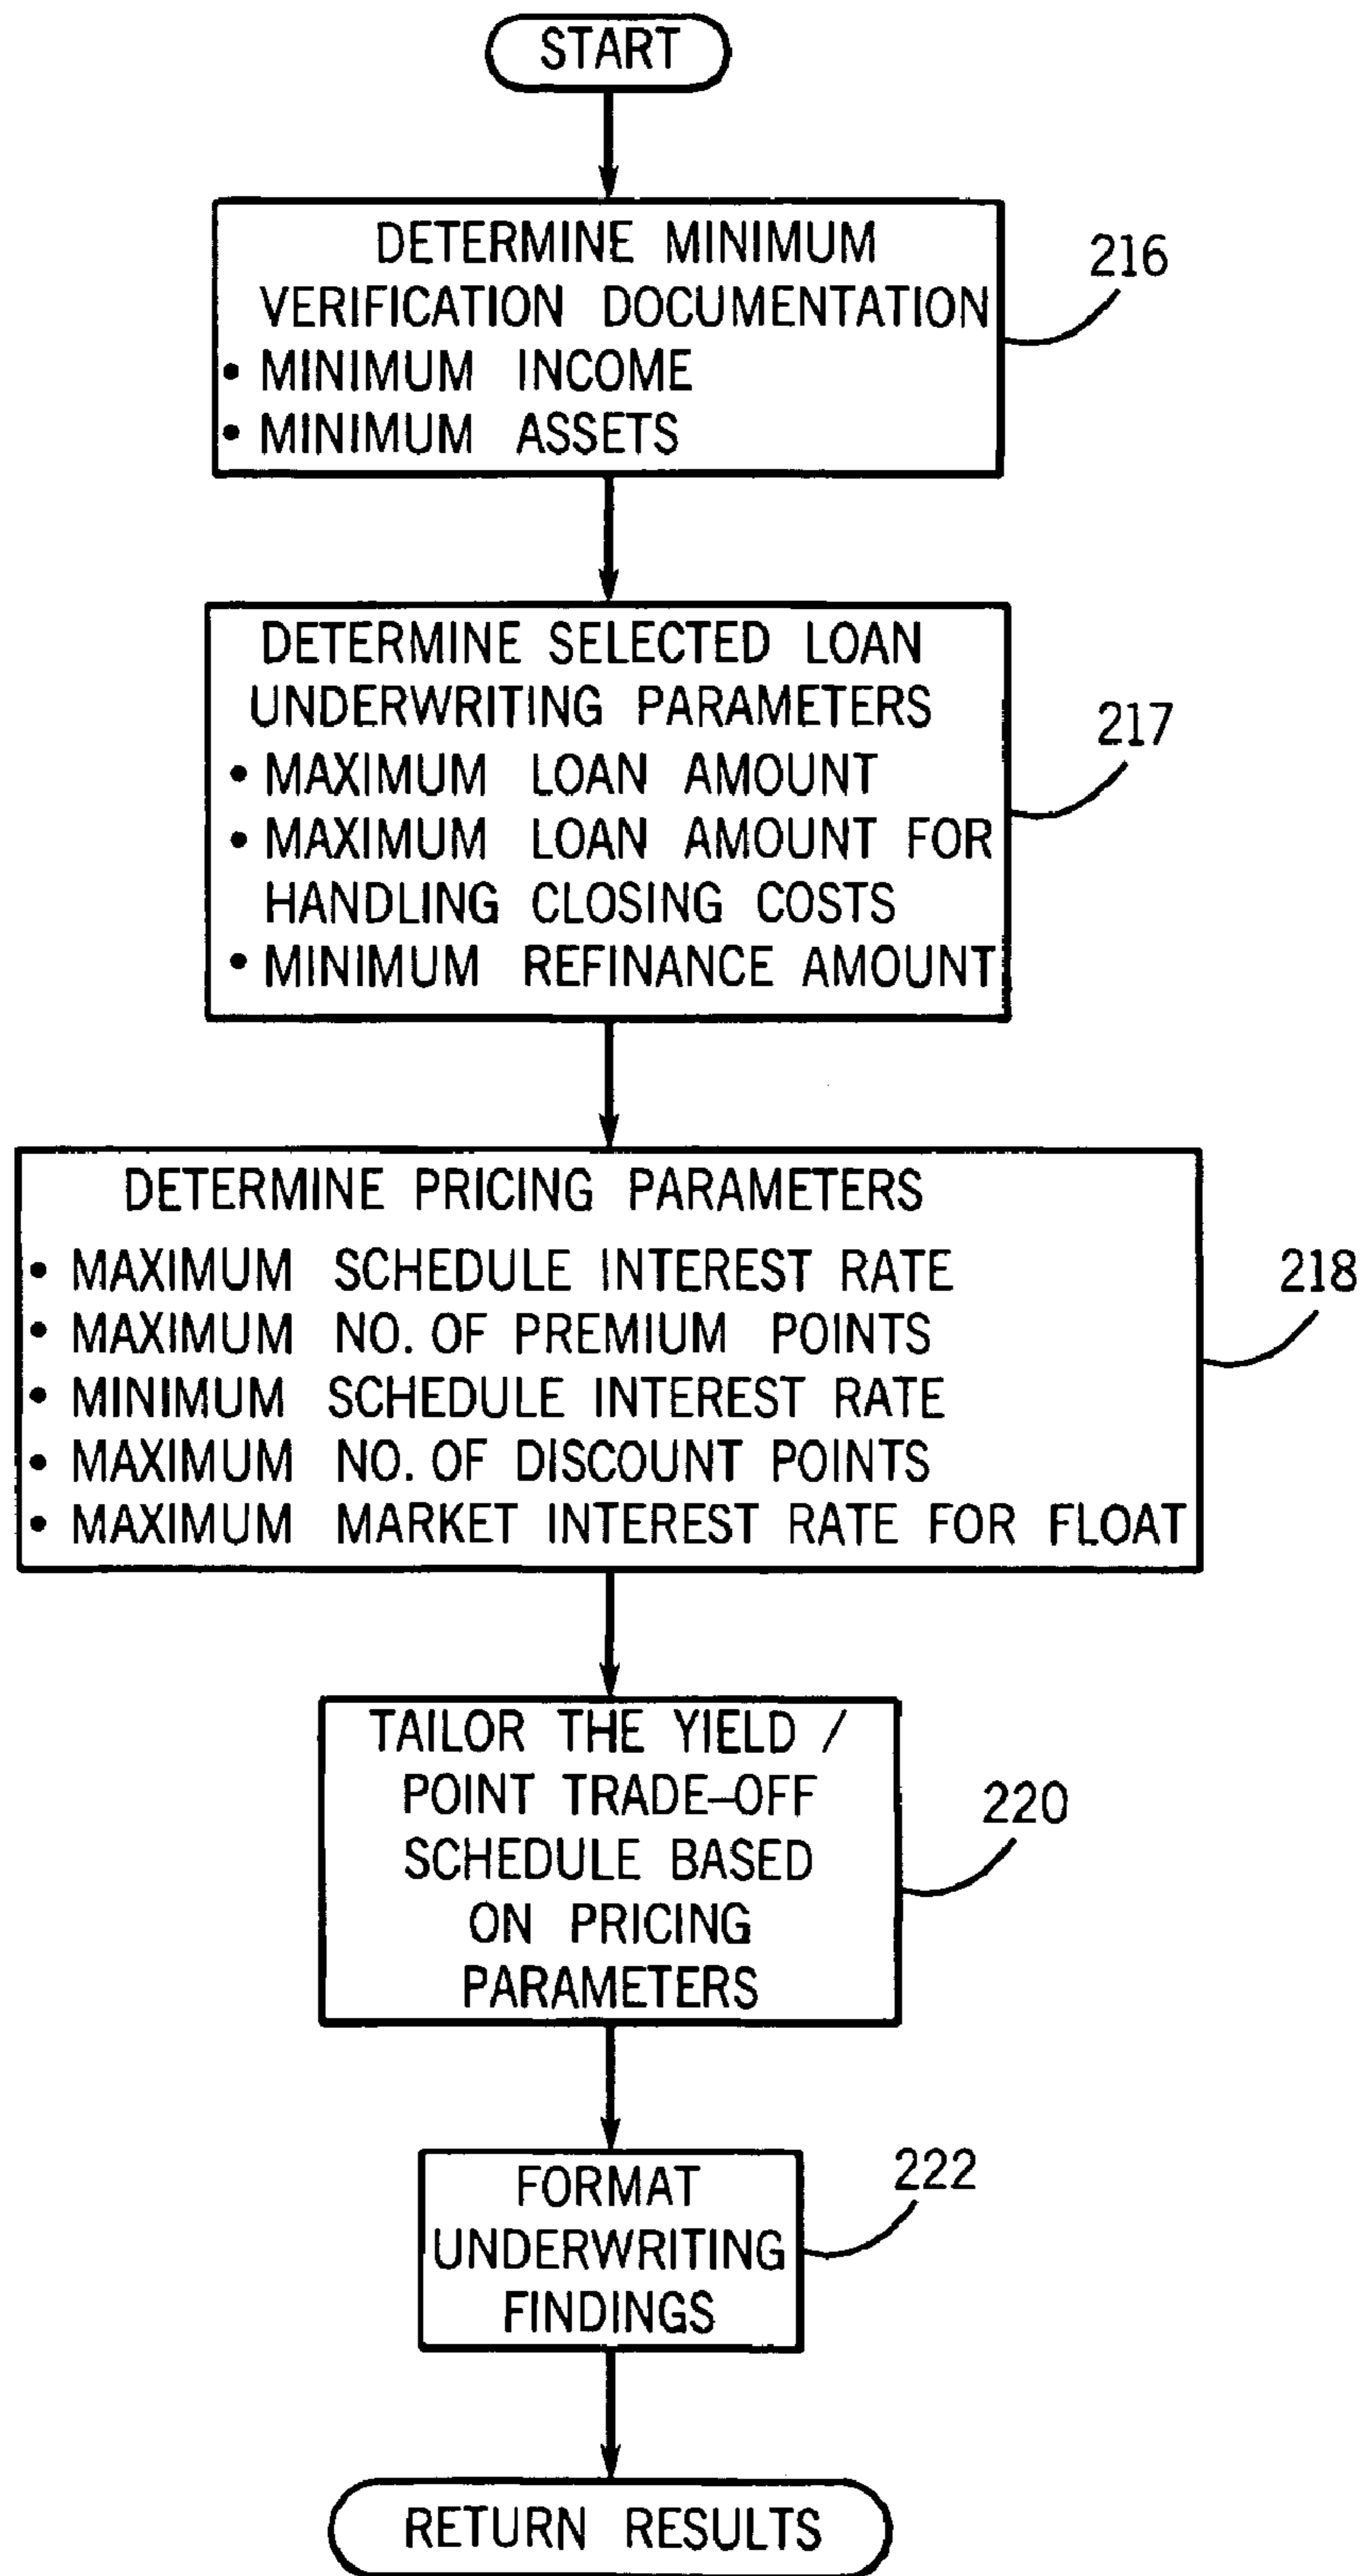 START
DETERMINE MINIMUM
VERIFICATION DOCUMENTATION
• MINIMUM INCOME
• MINIMUM ASSETS
216
DETERMINE SELECTED LOAN
UNDERWRITING PARAMETERS
• MAXIMUM LOAN AMOUNT
• MAXIMUM LOAN AMOUNT FOR
HANDLING CLOSING COSTS
• MINIMUM REFINANCE AMOUNT
217
DETERMINE PRICING PARAMETERS
• MAXIMUM SCHEDULE INTEREST RATE
• MAXIMUM NO. OF PREMIUM POINTS
• MINIMUM SCHEDULE INTEREST RATE
• MAXIMUM NO. OF DISCOUNT POINTS
• MAXIMUM MARKET INTEREST RATE FOR FLOAT
218
TAILOR THE YIELD /
POINT TRADE–OFF
SCHEDULE BASED
ON PRICING
PARAMETERS
220
FORMAT
UNDERWRITING
FINDINGS
222
RETURN RESULTS